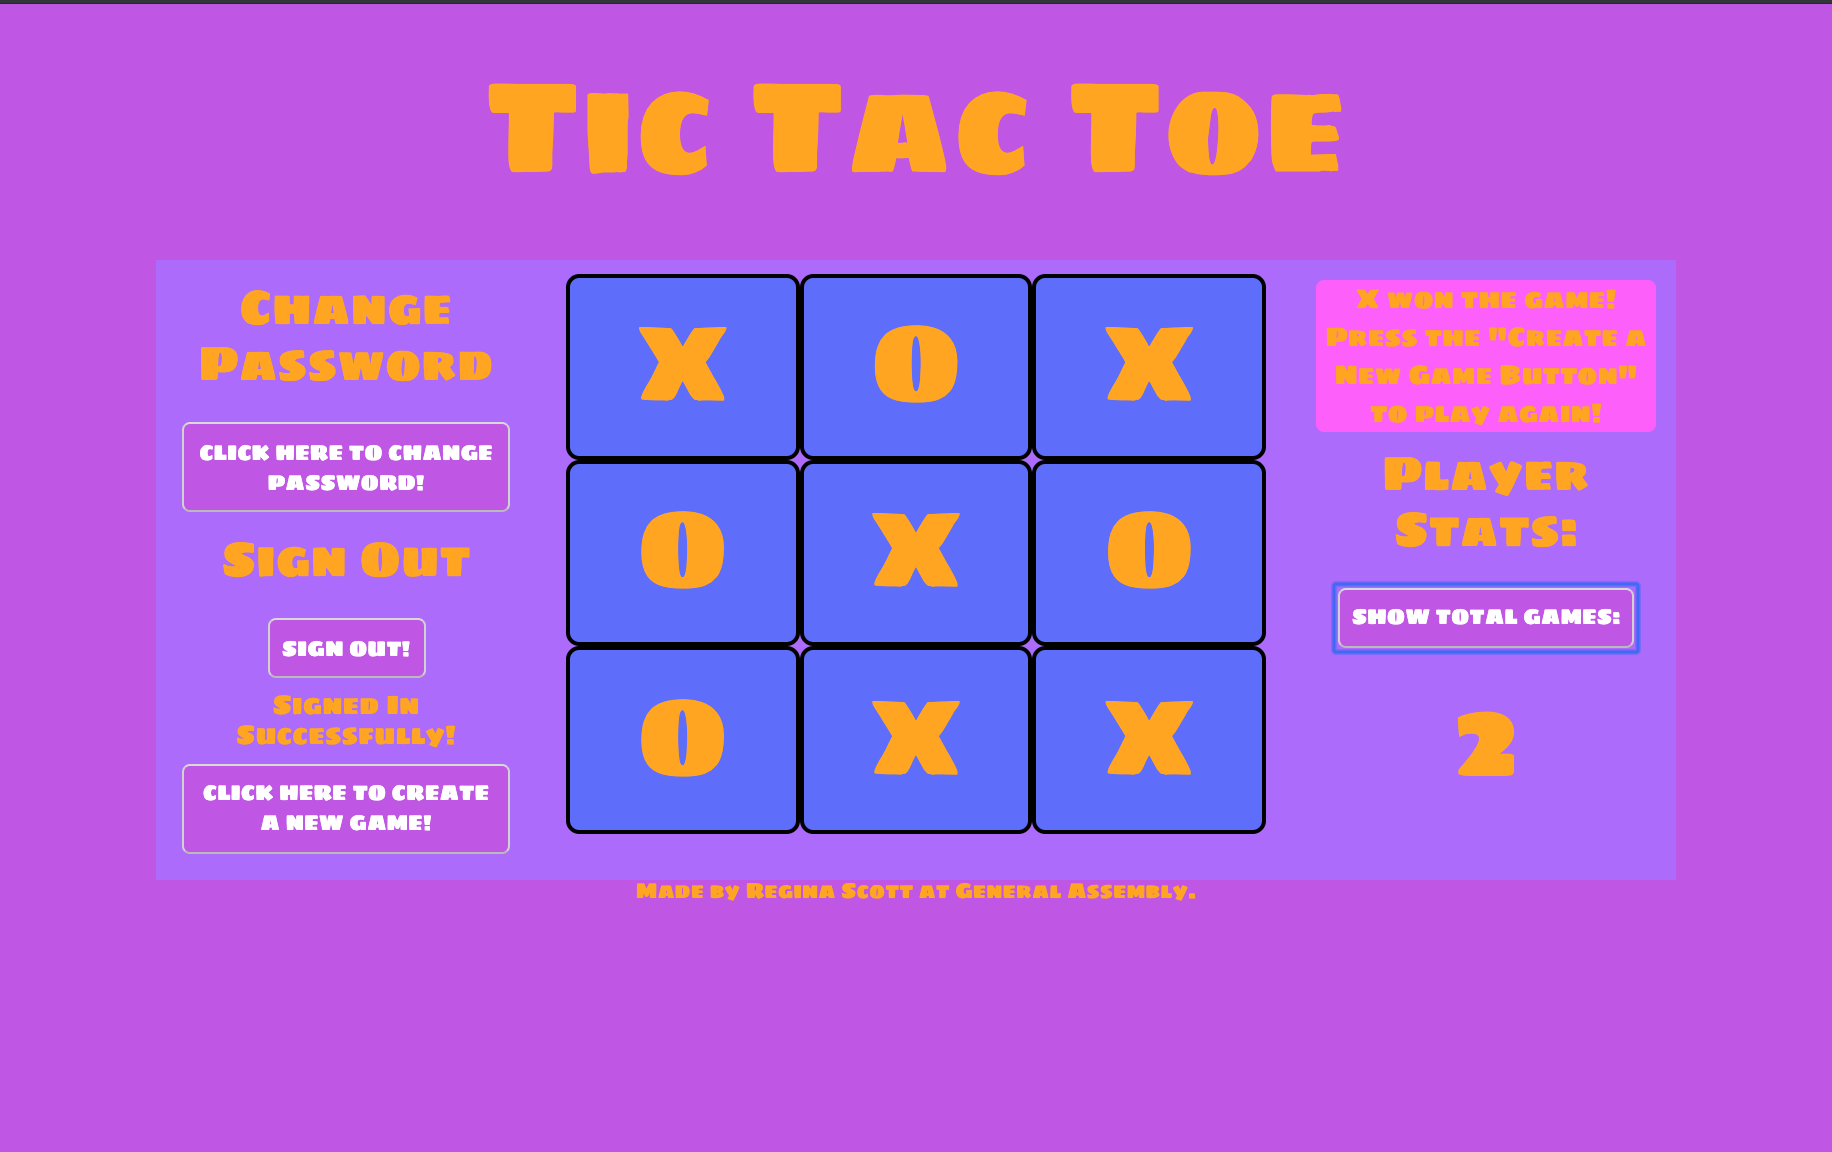 Tic Tac Toe
Change
Password
CLICK HERE TO CHANGE
PASSWORD!
Sign Out
SIGN OUT!
Signed In
Successfully!
CLICK HERE TO CREATE
A NEW GAME!
X O X
O X O
O X X
X won the game!
Press the "Create a
New Game Button"
to play again!
Player
Stats:
SHOW TOTAL GAMES:
2
Made by Regina Scott at General Assembly.